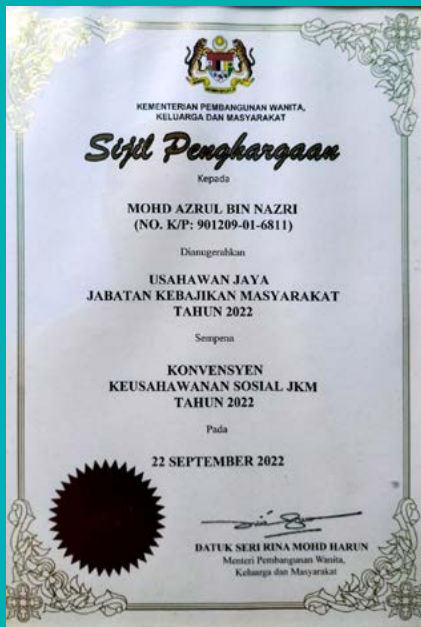 KEMENTERIAN PEMBANGUNAN WANITA,
KELUARGA DAN MASYARAKAT
Sijil Penghargaan
Kepada
MOHD AZRUL BIN NAZRI
(NO. K/P: 901209-01-6811)
Dianugerahkan
USAHAWAN JAYA
JABATAN KEBAJIKAN MASYARAKAT
TAHUN 2022
Sempena
KONVENSYEN
KEUSAHAWANAN SOSIAL JKM
TAHUN 2022
Pada
22 SEPTEMBER 2022
DATUK SERI RINA MOHD HARUN
Menteri Pembangunan Wanita,
Keluarga dan Masyarakat